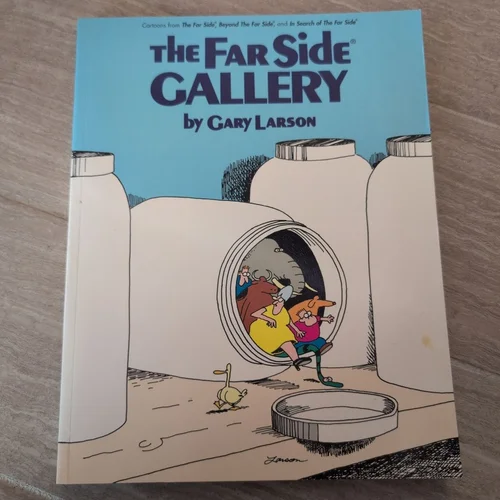 Cartoons from The Far Side®, Beyond The Far Side®, and In Search of The Far Side®
THE FAR SIDE®
GALLERY
by GARY LARSON
Larson